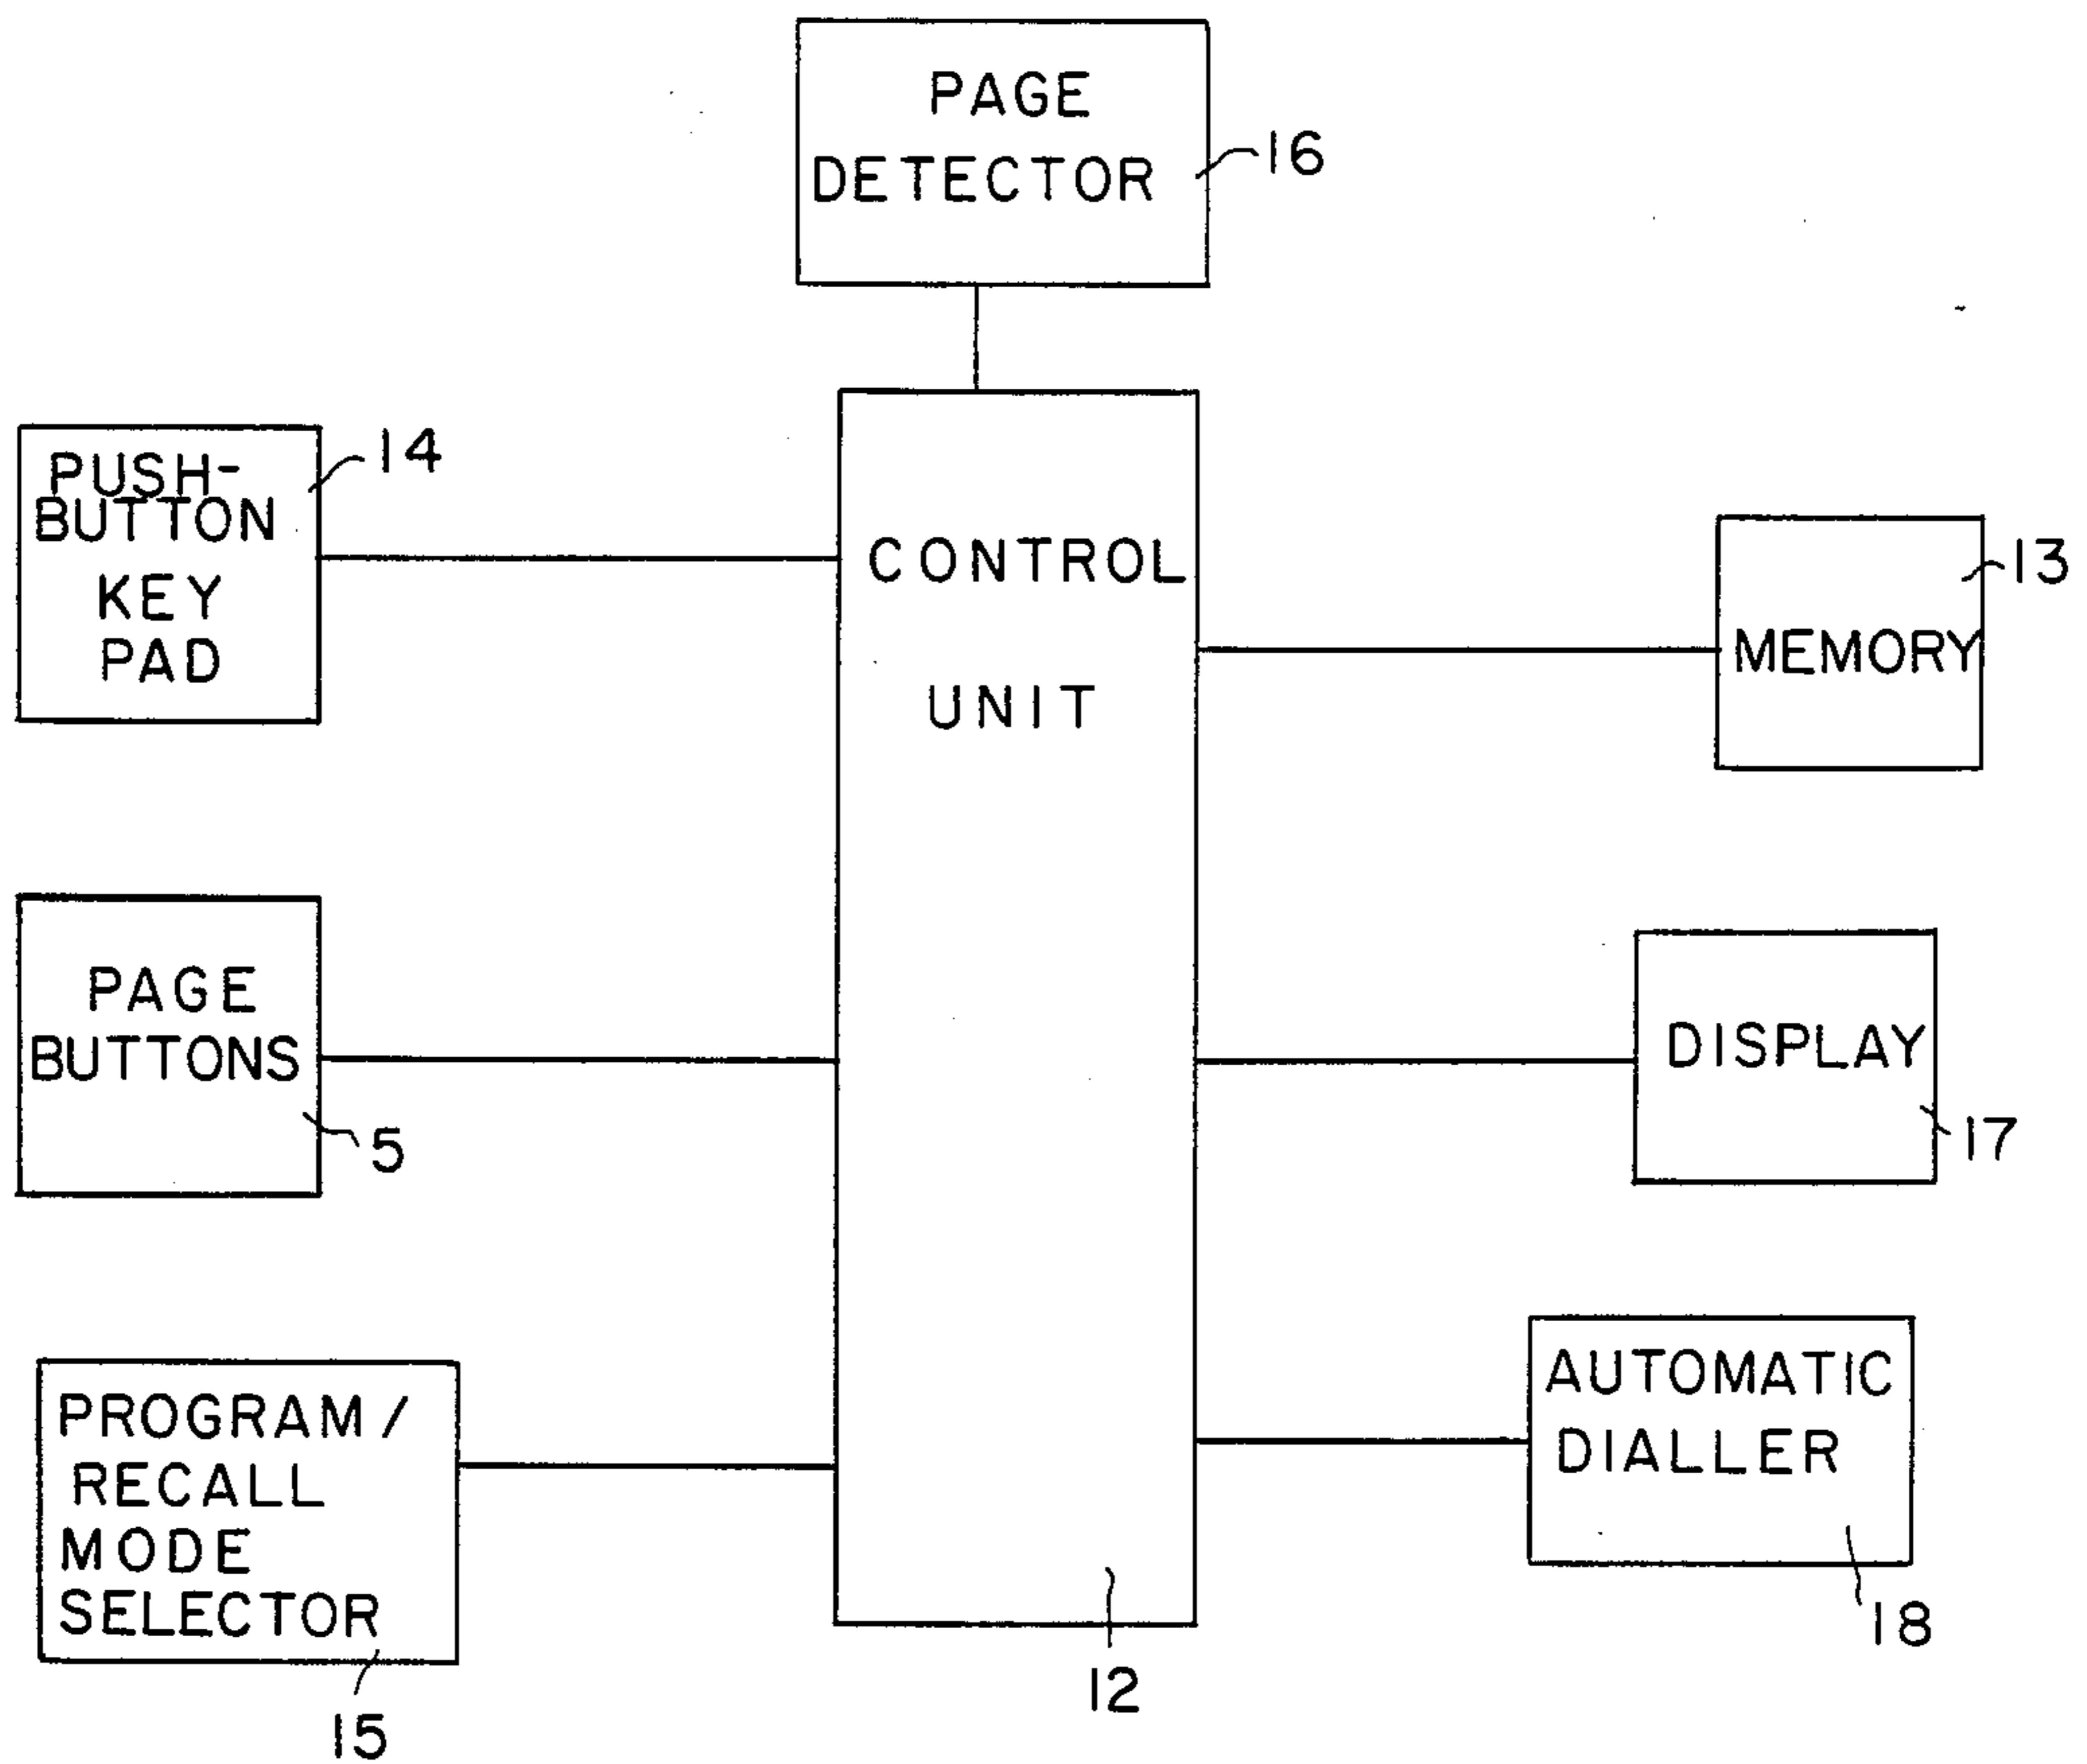 PAGE
DETECTOR
16
PUSH-
BUTTON
KEY
PAD
14
CONTROL
UNIT
12
MEMORY
13
PAGE
BUTTONS
5
DISPLAY
17
PROGRAM/
RECALL
MODE
SELECTOR
15
AUTOMATIC
DIALLER
18